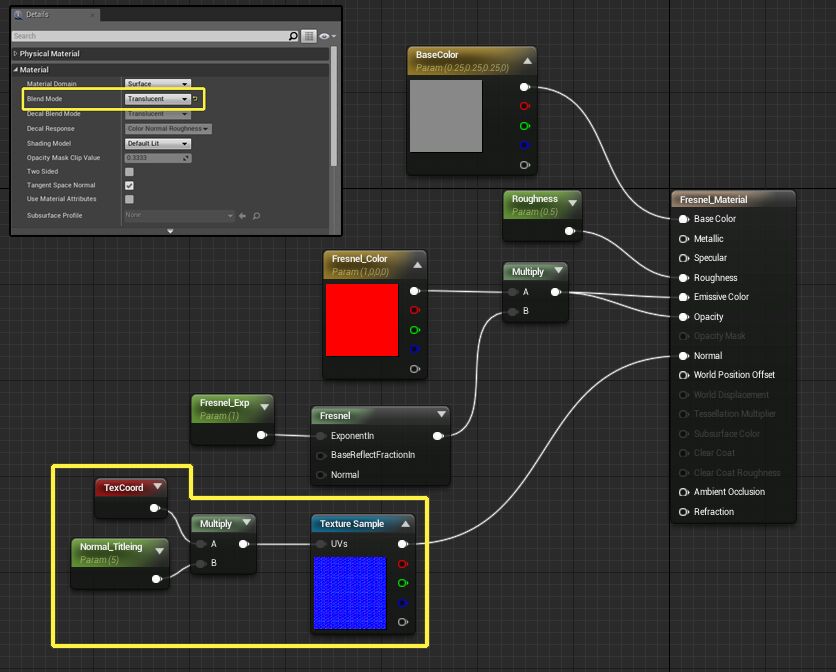 Details
Search
Physical Material
Material
Material Domain Surface
Blend Mode Translucent
Decal Blend Mode Translucent
Decal Response Color Normal Roughness
Shading Model Default Lit
Opacity Mask Clip Value 0.3333
Two Sided
Tangent Space Normal
Use Material Attributes
Subsurface Profile None
BaseColor
Param (0.25,0.25,0.25,0)
Roughness
Param (0.5)
Fresnel_Color
Param (1,0,0,0)
Multiply
A
B
Fresnel_Material
Base Color
Metallic
Specular
Roughness
Emissive Color
Opacity
Opacity Mask
Normal
World Position Offset
World Displacement
Tessellation Multiplier
Subsurface Color
Clear Coat
Clear Coat Roughness
Ambient Occlusion
Refraction
Fresnel_Exp
Param (1)
Fresnel
ExponentIn
BaseReflectFractionIn
Normal
TexCoord
Normal_Titleing
Param (5)
Multiply
A
B
Texture Sample
UVs